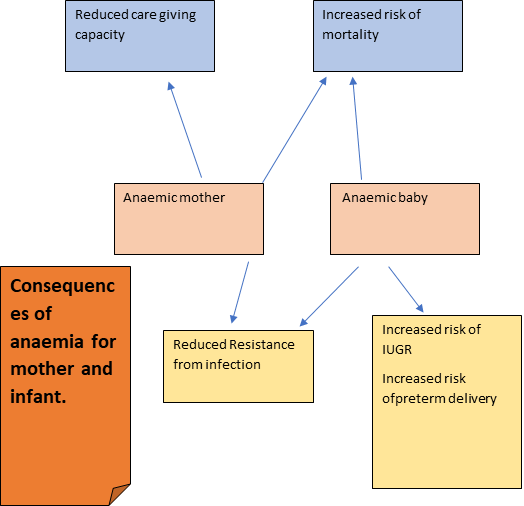 Reduced care giving
capacity
Increased risk of
mortality
Anaemic mother
Anaemic baby
Consequenc
es of
anaemia for
mother and
infant.
Reduced Resistance
from infection
Increased risk of
IUGR
Increased risk
ofpreterm delivery